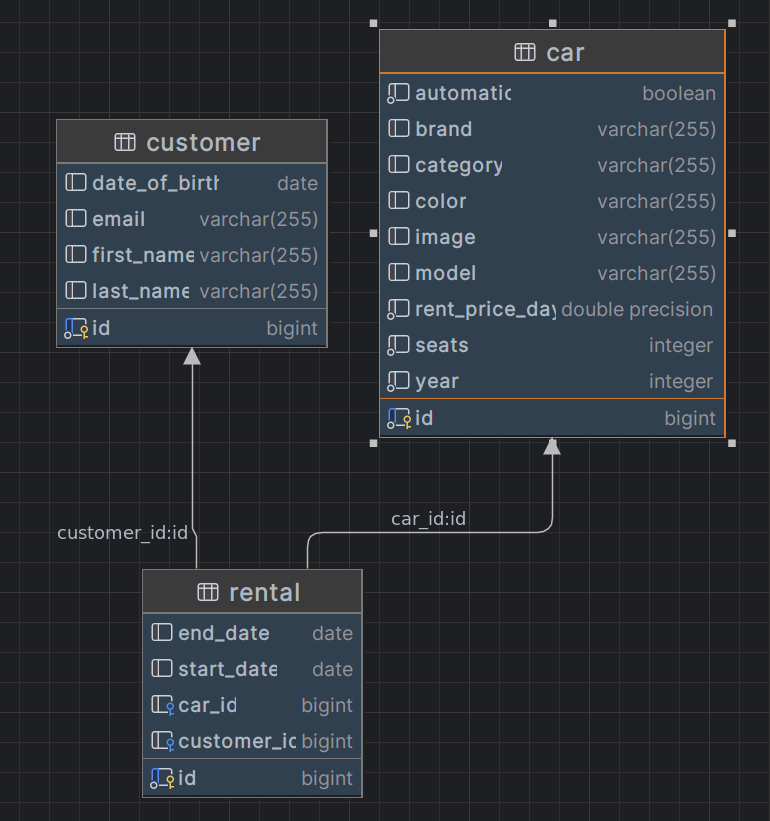 customer
date_of_birth date
email varchar(255)
first_name varchar(255)
last_name varchar(255)
id bigint
car
automatic boolean
brand varchar(255)
category varchar(255)
color varchar(255)
image varchar(255)
model varchar(255)
rent_price_day double precision
seats integer
year integer
id bigint
customer_id:id
car_id:id
rental
end_date date
start_date date
car_id bigint
customer_id bigint
id bigint